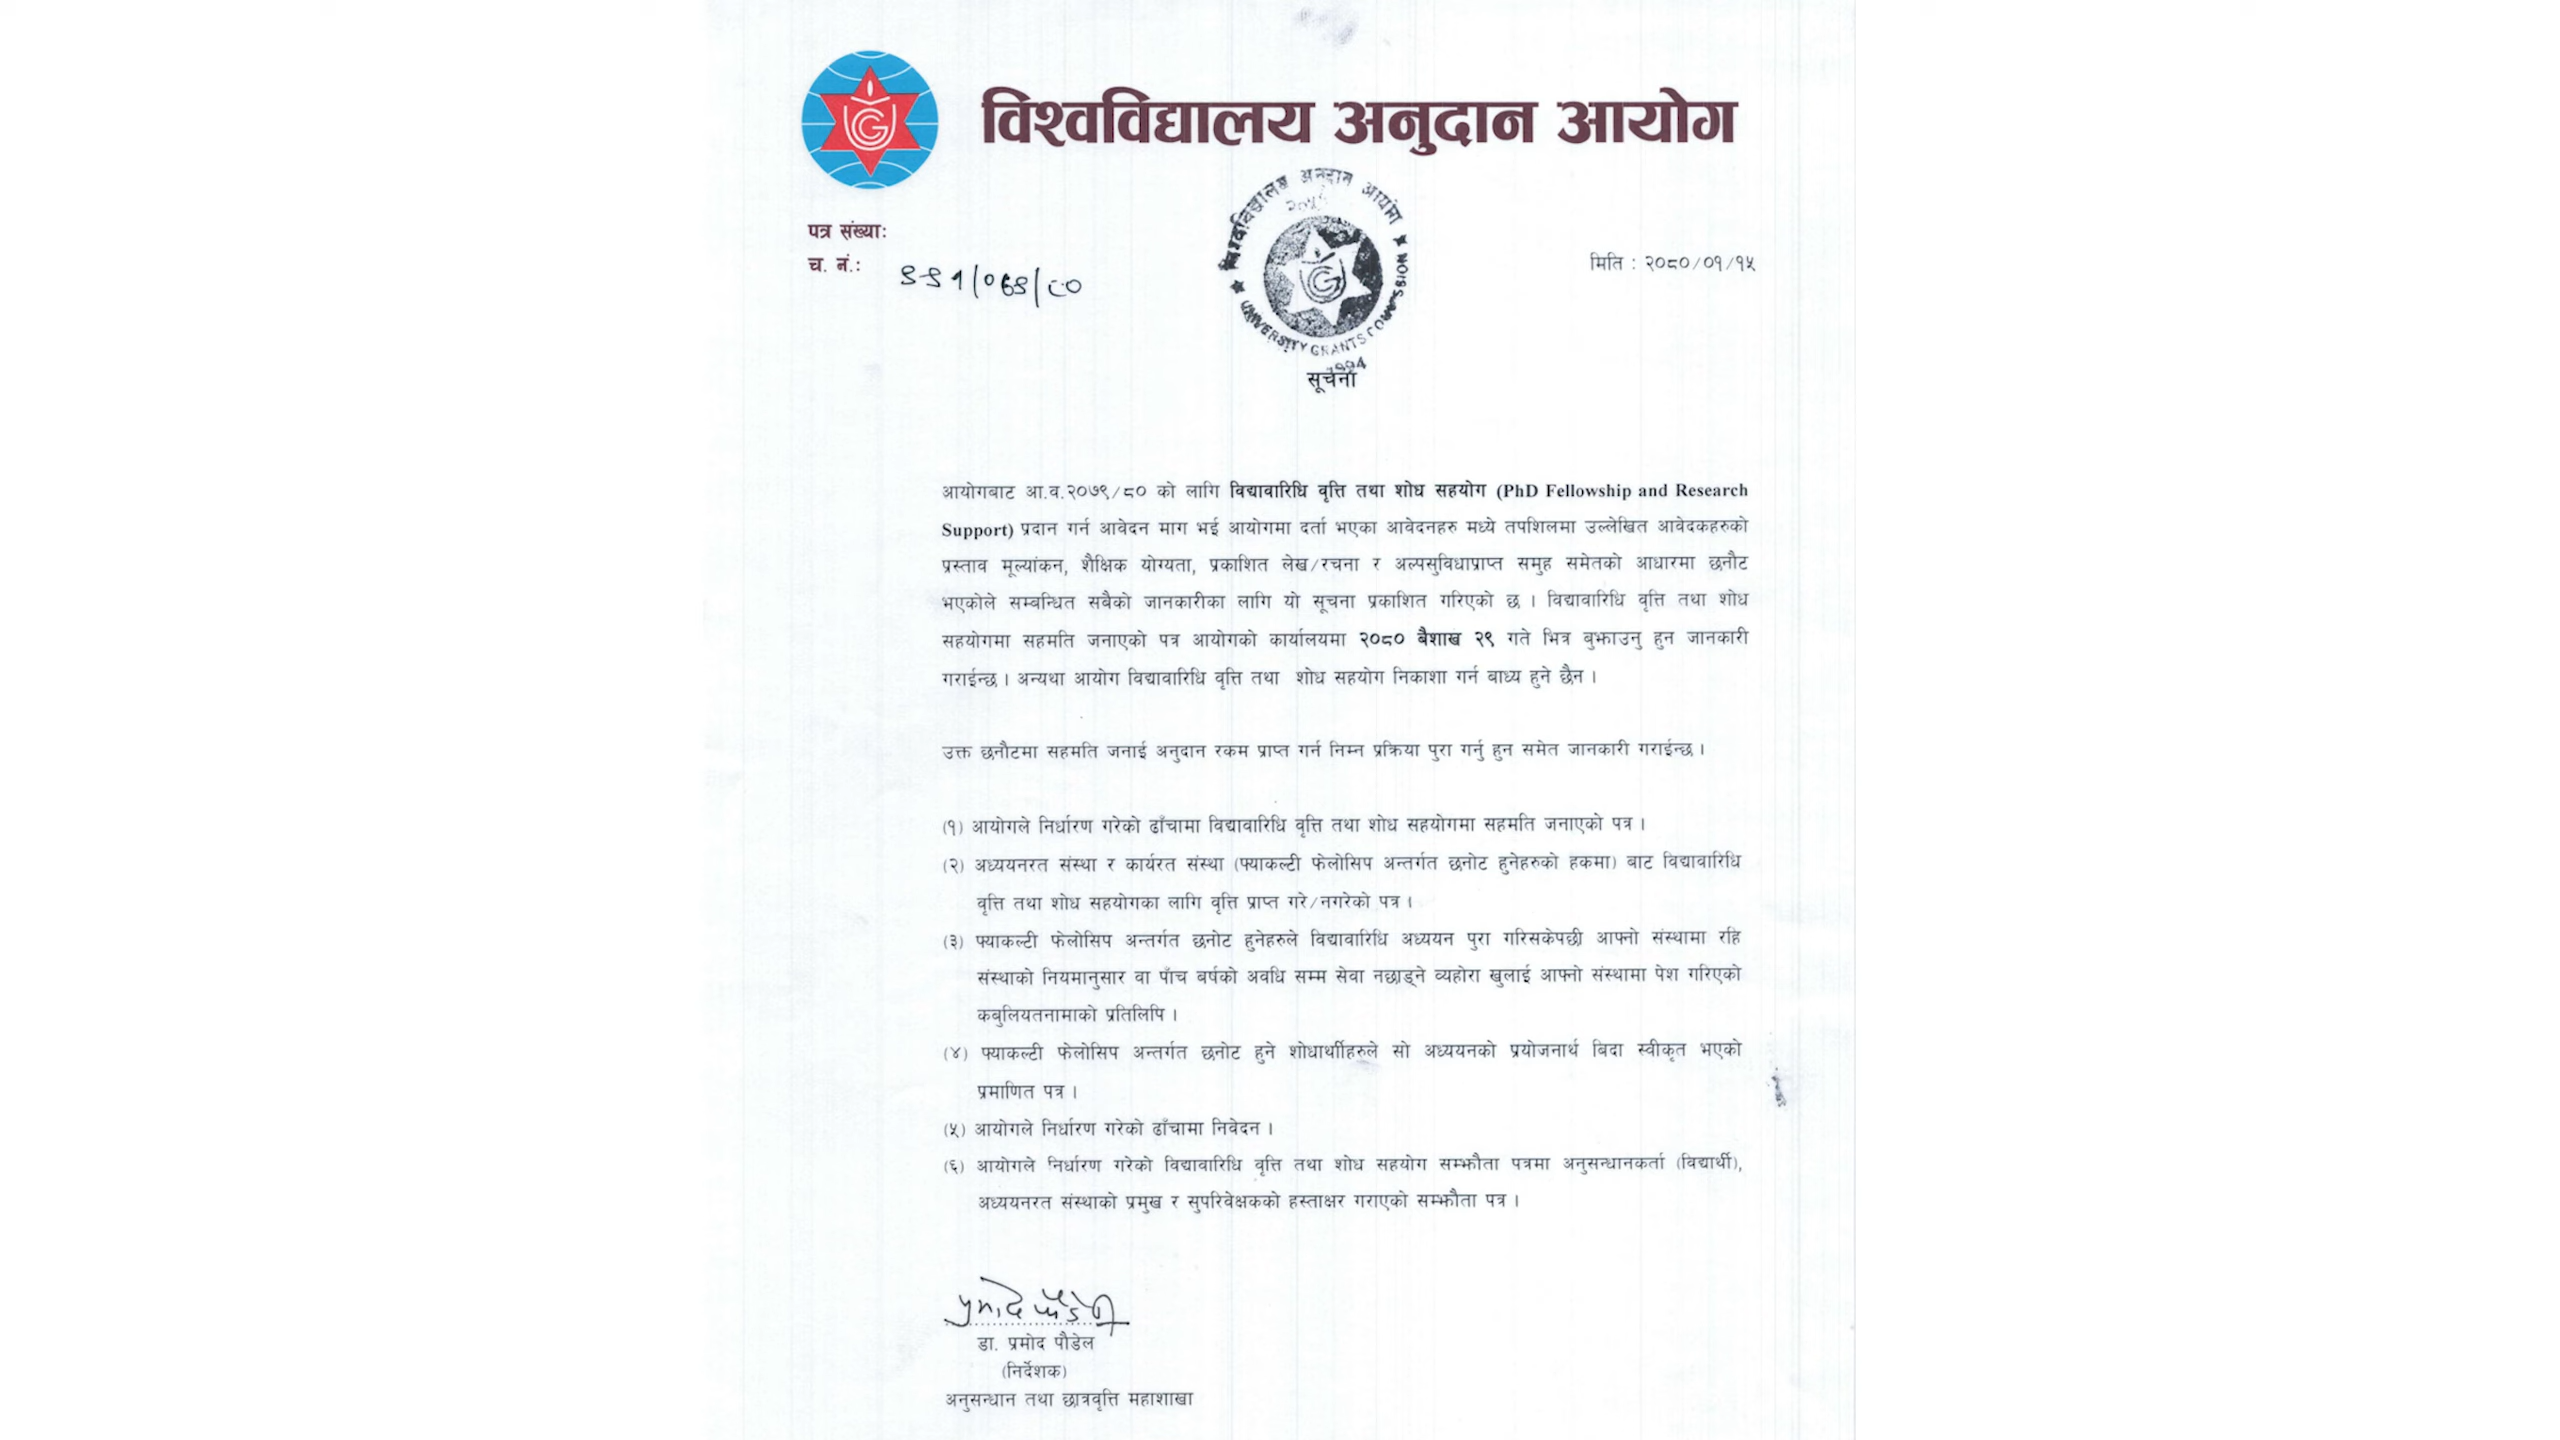 विश्वविद्यालय अनुदान आयोग
विश्वविद्यालय अनुदान आयोग
UNIVERSITY GRANTS COMMISSION
1994
पत्र संख्याः
च. नं.:
मिति : २०८०/०१/१५
सूचना
आयोगबाट आ.व.२०७९/८० को लागि विद्यावारिधि वृत्ति तथा शोध सहयोग (PhD Fellowship and Research
Support) प्रदान गर्न आवेदन माग भई आयोगमा दर्ता भएका आवेदनहरु मध्ये तपशिलमा उल्लेखित आवेदकहरुको
प्रस्ताव मूल्यांकन, शैक्षिक योग्यता, प्रकाशित लेख/रचना र अल्पसुविधाप्राप्त समुह समेतको आधारमा छनौट
भएकोले सम्बन्धित सबैको जानकारीका लागि यो सूचना प्रकाशित गरिएको छ । विद्यावारिधि वृत्ति तथा शोध
सहयोगमा सहमति जनाएको पत्र आयोगको कार्यालयमा २०८० बैशाख २९ गते भित्र बुझाउनु हुन जानकारी
गराईन्छ । अन्यथा आयोग विद्यावारिधि वृत्ति तथा शोध सहयोग निकाशा गर्न बाध्य हुने छैन ।
उक्त छनौटमा सहमति जनाई अनुदान रकम प्राप्त गर्न निम्न प्रक्रिया पुरा गर्नु हुन समेत जानकारी गराईन्छ ।
(१) आयोगले निर्धारण गरेको ढाँचामा विद्यावारिधि वृत्ति तथा शोध सहयोगमा सहमति जनाएको पत्र ।
(२) अध्ययनरत संस्था र कार्यरत संस्था (फ्याकल्टी फेलोसिप अन्तर्गत छनोट हुनेहरुको हकमा) बाट विद्यावारिधि
वृत्ति तथा शोध सहयोगका लागि वृत्ति प्राप्त गरे/नगरेको पत्र ।
(३) फ्याकल्टी फेलोसिप अन्तर्गत छनोट हुनेहरुले विद्यावारिधि अध्ययन पुरा गरिसकेपछी आफ्नो संस्थामा रहि
संस्थाको नियमानुसार वा पाँच बर्षको अवधि सम्म सेवा नछाड्ने व्यहोरा खुलाई आफ्नो संस्थामा पेश गरिएको
कबुलियतनामाको प्रतिलिपि ।
(४) फ्याकल्टी फेलोसिप अन्तर्गत छनोट हुने शोधार्थीहरुले सो अध्ययनको प्रयोजनार्थ बिदा स्वीकृत भएको
प्रमाणित पत्र ।
(५) आयोगले निर्धारण गरेको ढाँचामा निवेदन ।
(६) आयोगले निर्धारण गरेको विद्यावारिधि वृत्ति तथा शोध सहयोग सम्झौता पत्रमा अनुसन्धानकर्ता (विद्यार्थी),
अध्ययनरत संस्थाको प्रमुख र सुपरिवेक्षकको हस्ताक्षर गराएको सम्झौता पत्र ।
डा. प्रमोद पौडेल
(निर्देशक)
अनुसन्धान तथा छात्रवृत्ति महाशाखा